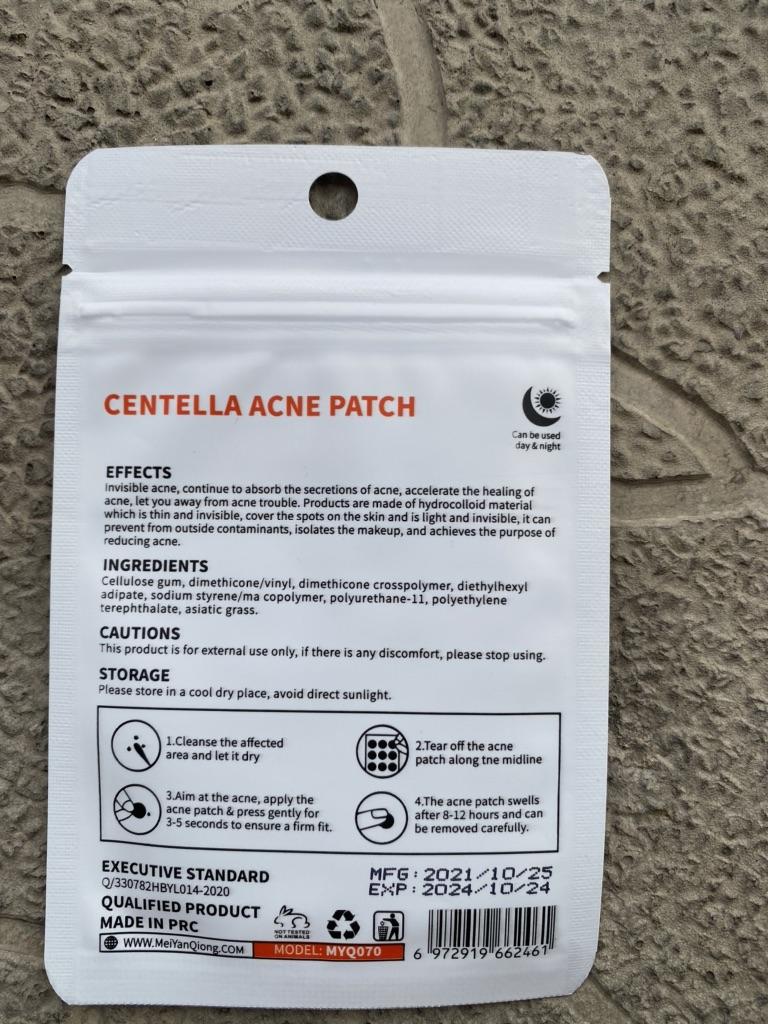 CENTELLA ACNE PATCH
Can be used
day & night
EFFECTS
Invisible acne, continue to absorb the secretions of acne, accelerate the healing of
acne, let you away from acne trouble. Products are made of hydrocolloid material
which is thin and invisible, cover the spots on the skin and is light and invisible, it can
prevent from outside contaminants, isolates the makeup, and achieves the purpose of
reducing acne.
INGREDIENTS
Cellulose gum, dimethicone/vinyl, dimethicone crosspolymer, diethylhexyl
adipate, sodium styrene/ma copolymer, polyurethane-11, polyethylene
terephthalate, asiatic grass.
CAUTIONS
This product is for external use only, if there is any discomfort, please stop using.
STORAGE
Please store in a cool dry place, avoid direct sunlight.
1.Cleanse the affected
area and let it dry
2.Tear off the acne
patch along tne midline
3.Aim at the acne, apply the
acne patch & press gently for
3-5 seconds to ensure a firm fit.
4.The acne patch swells
after 8-12 hours and can
be removed carefully.
EXECUTIVE STANDARD
Q/330782HBYL014-2020
QUALIFIED PRODUCT
MADE IN PRC
WWW.MEIYANQIONG.COM
MFG:2021/10/25
EXP:2024/10/24
NOT TESTED
ON ANIMALS
MODEL: MYQ070
6 972919 662461